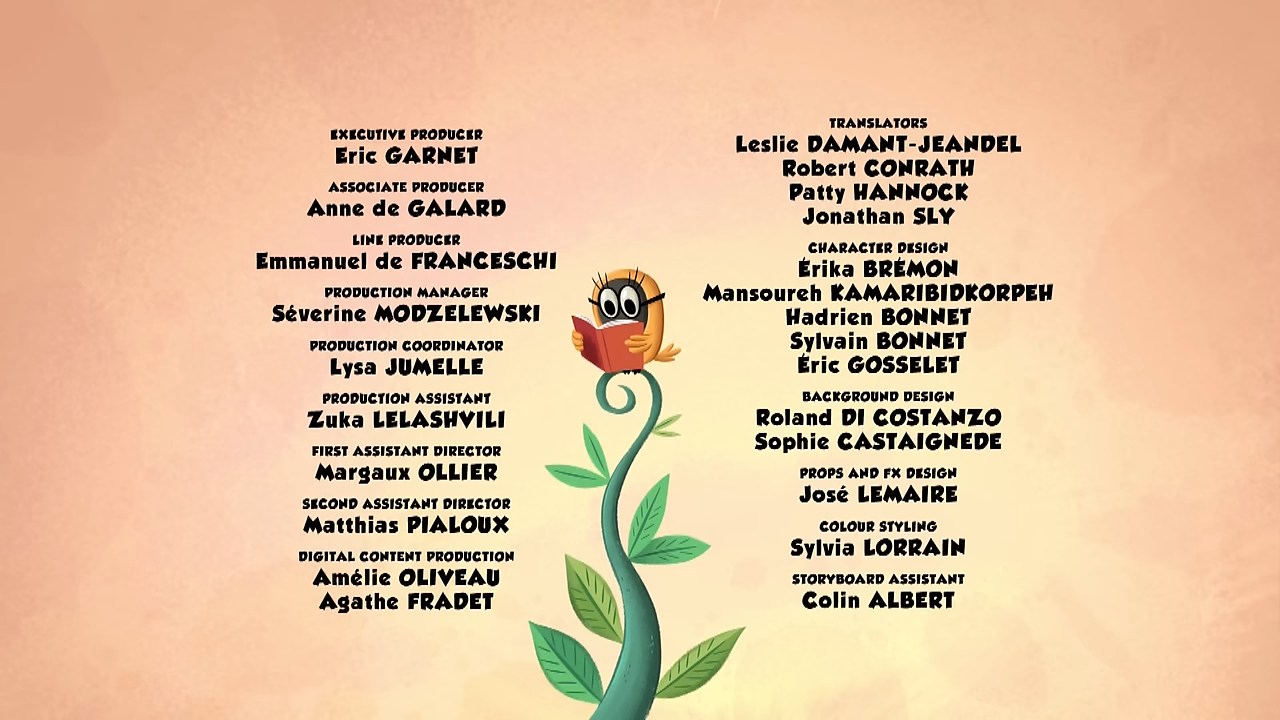 EXECUTIVE PRODUCER
Eric GARNET
ASSOCIATE PRODUCER
Anne de GALARD
LINE PRODUCER
Emmanuel de FRANCESCHI
PRODUCTION MANAGER
Séverine MODZELEWSKI
PRODUCTION COORDINATOR
Lysa JUMELLE
PRODUCTION ASSISTANT
Zuka LELASHVILI
FIRST ASSISTANT DIRECTOR
Margaux OLLIER
SECOND ASSISTANT DIRECTOR
Matthias PIALOUX
DIGITAL CONTENT PRODUCTION
Amélie OLIVEAU
Agathe FRADET
TRANSLATORS
Leslie DAMANT-JEANDEL
Robert CONRATH
Patty HANNOCK
Jonathan SLY
CHARACTER DESIGN
Érika BRÉMON
Mansoureh KAMARIBIDKORPEH
Hadrien BONNET
Sylvain BONNET
Éric GOSSELET
BACKGROUND DESIGN
Roland DI COSTANZO
Sophie CASTAIGNEDE
PROPS AND FX DESIGN
José LEMAIRE
COLOUR STYLING
Sylvia LORRAIN
STORYBOARD ASSISTANT
Colin ALBERT